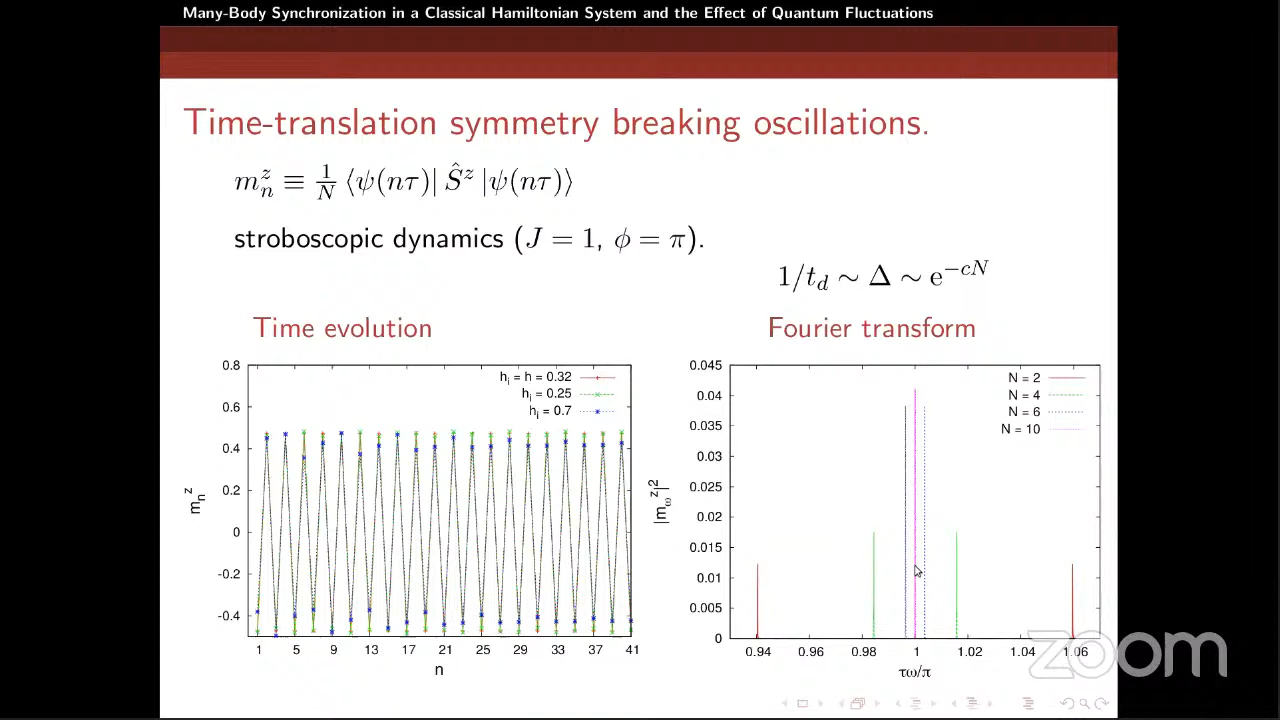 Many-Body Synchronization in a Classical Hamiltonian System and the Effect of Quantum Fluctuations
Time-translation symmetry breaking oscillations.
m_n^z ≡ 1/N ⟨ψ(nτ)| Ŝ^z |ψ(nτ)⟩
stroboscopic dynamics (J = 1, φ = π).
1/t_d ∼ Δ ∼ e^{−cN}
Time evolution
Fourier transform
0.8
0.6
0.4
0.2
0
-0.2
-0.4
m_n^z
h_i = h = 0.32
h_i = 0.25
h_i = 0.7
1 5 9 13 17 21 25 29 33 37 41
n
0.045
0.04
0.035
0.03
0.025
0.02
0.015
0.01
0.005
0
|m_ω^z|^2
N = 2
N = 4
N = 6
N = 10
0.94 0.96 0.98 1 1.02 1.04 1.06
τω/π
zoom